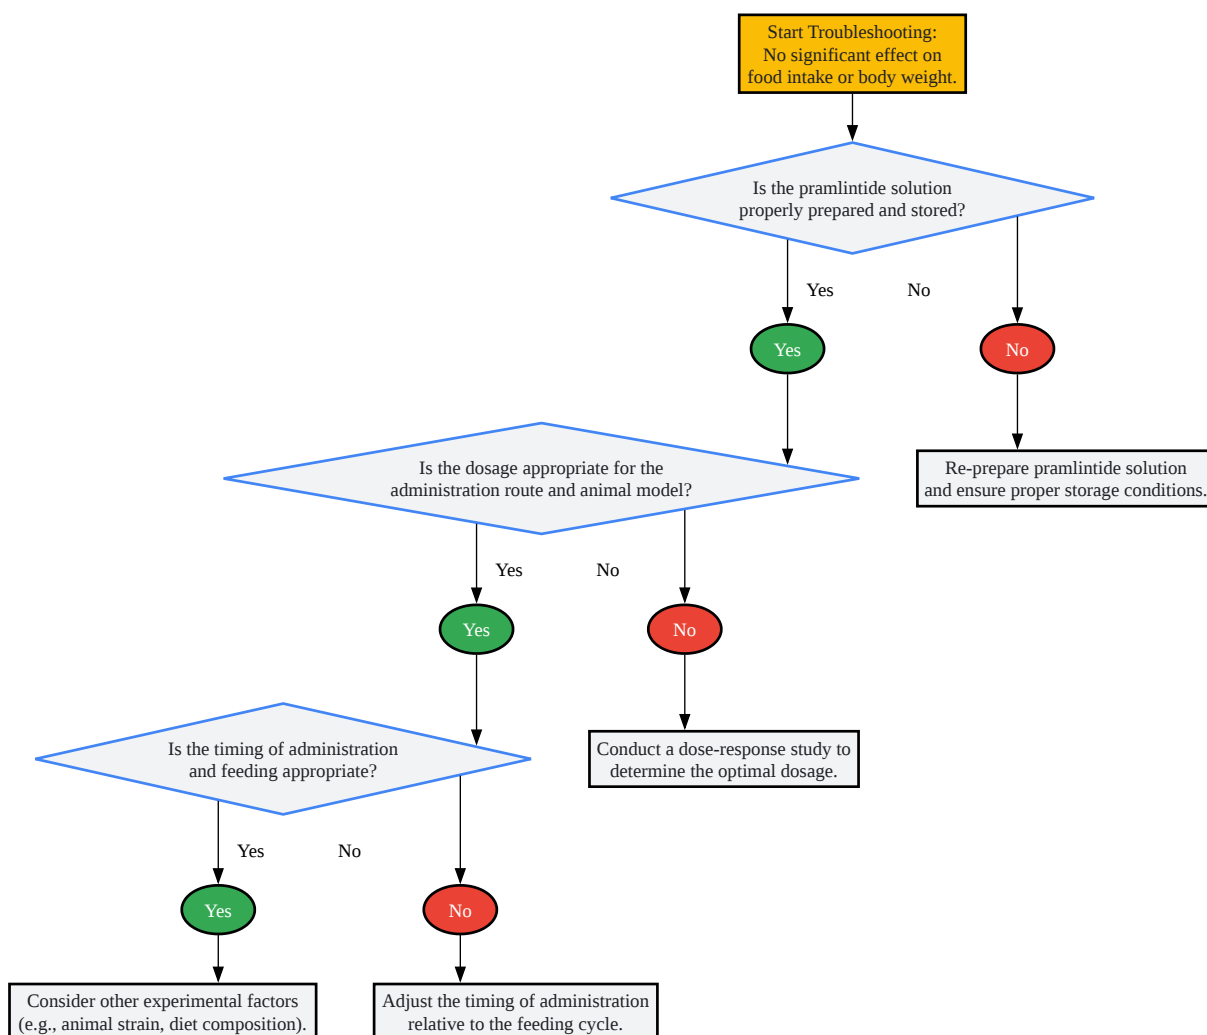 Start Troubleshooting:
No significant effect on
food intake or body weight.
Is the pramlintide solution
properly prepared and stored?
Yes
No
Yes
No
Is the dosage appropriate for the
administration route and animal model?
Re-prepare pramlintide solution
and ensure proper storage conditions.
Yes
No
Yes
No
Is the timing of administration
and feeding appropriate?
Conduct a dose-response study to
determine the optimal dosage.
Yes
No
Yes
No
Consider other experimental factors
(e.g., animal strain, diet composition).
Adjust the timing of administration
relative to the feeding cycle.